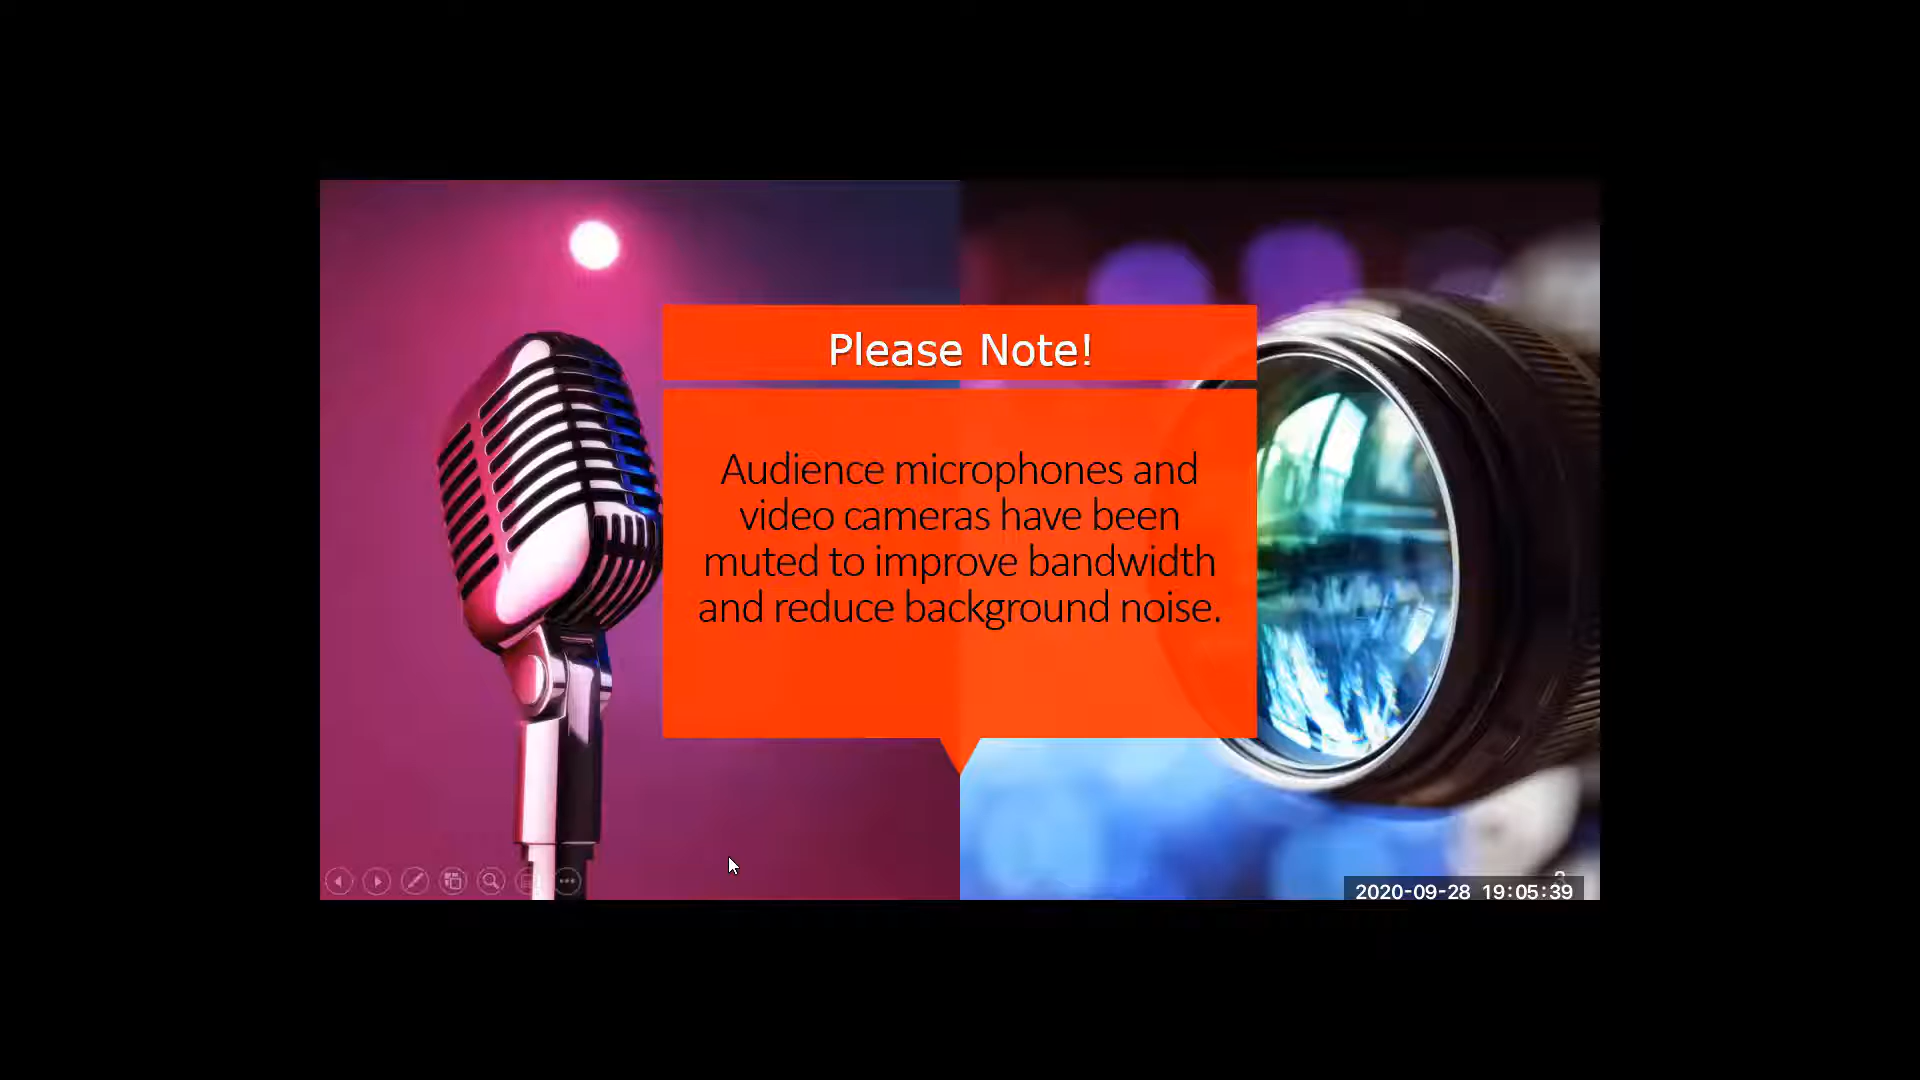 Please Note!
Audience microphones and
video cameras have been
muted to improve bandwidth
and reduce background noise.
2020-09-28 19:05:39